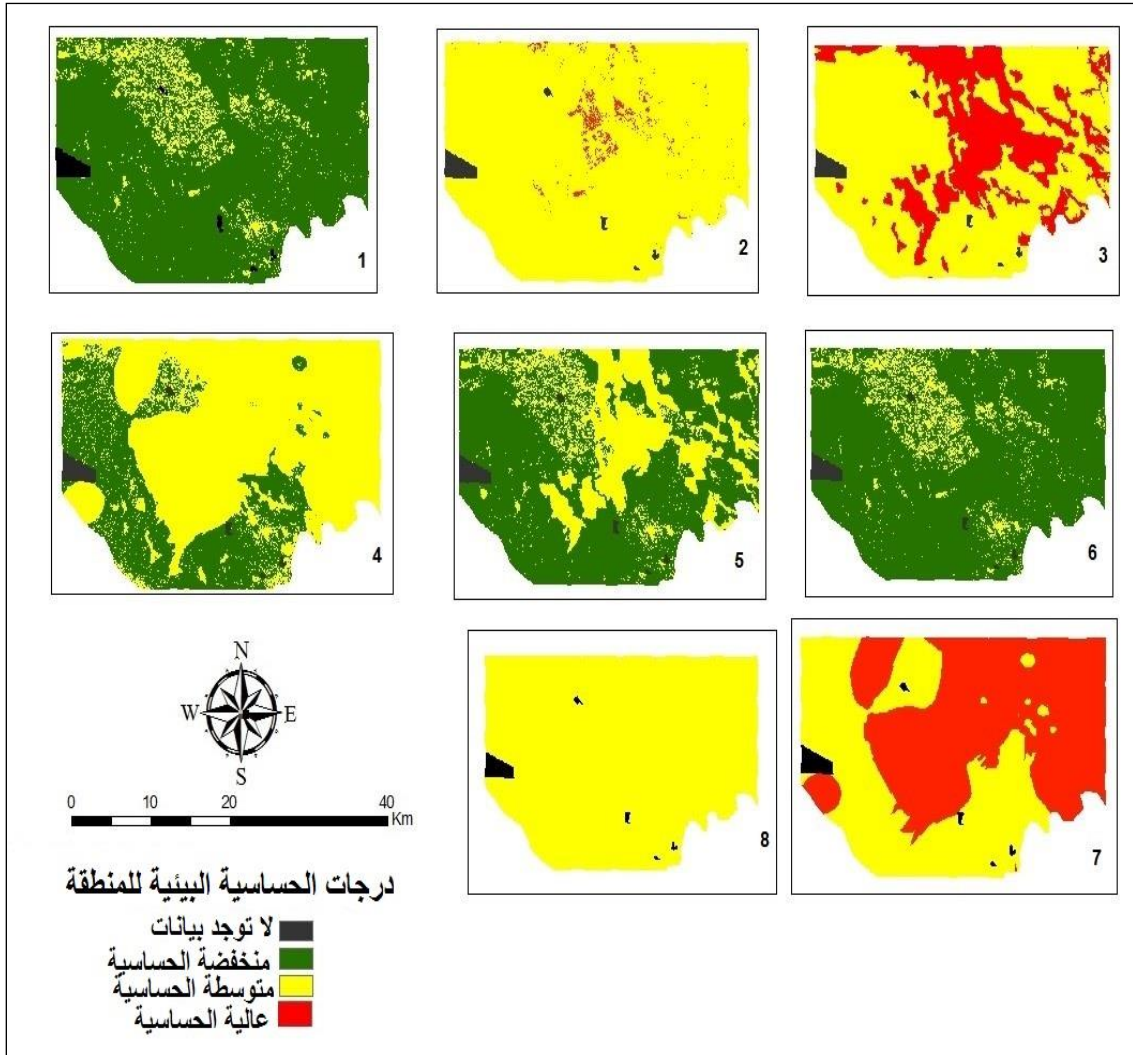 1
2
3
4
5
6
8
7
N
W E
S
0 10 20 40
Km
درجات الحساسية البيئية للمنطقة
لا توجد بيانات
منخفضة الحساسية
متوسطة الحساسية
عالية الحساسية